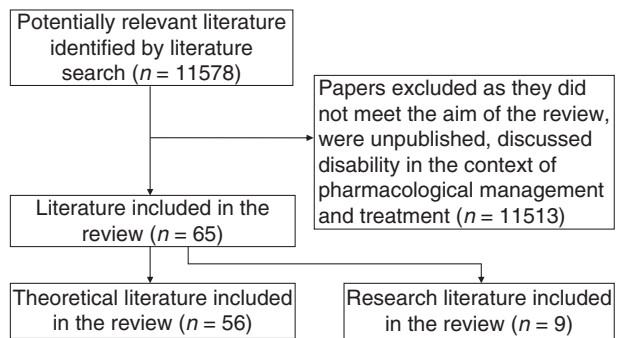 Potentially relevant literature
identified by literature
search (n = 11578)
Papers excluded as they did
not meet the aim of the review,
were unpublished, discussed
disability in the context of
pharmacological management
and treatment (n = 11513)
Literature included in the
review (n = 65)
Theoretical literature included
in the review (n = 56)
Research literature included
in the review (n = 9)